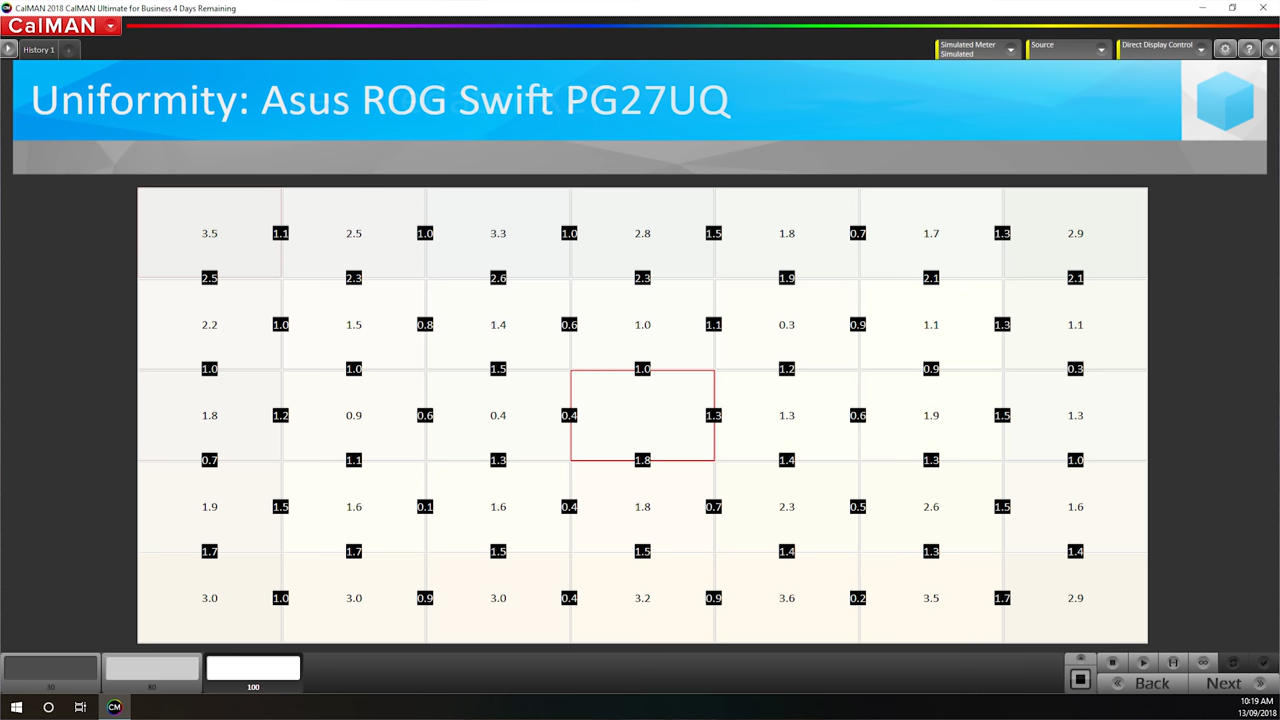 CalMAN 2018 CalMAN Ultimate for Business 4 Days Remaining
CalMAN
History 1
Simulated Meter
Simulated
Source
Direct Display Control
Uniformity: Asus ROG Swift PG27UQ
3.5 1.1 2.5 1.0 3.3 1.0 2.8 1.5 1.8 0.7 1.7 1.3 2.9
2.5 2.3 2.6 2.3 1.9 2.1 2.1
2.2 1.0 1.5 0.8 1.4 0.6 1.0 1.1 0.3 0.9 1.1 1.3 1.1
1.0 1.0 1.5 1.0 1.2 0.9 0.3
1.8 1.2 0.9 0.6 0.4 0.4 1.3 1.3 0.6 1.9 1.5 1.3
0.7 1.1 1.3 1.8 1.4 1.3 1.0
1.9 1.5 1.6 0.1 1.6 0.4 1.8 0.7 2.3 0.5 2.6 1.5 1.6
1.7 1.7 1.5 1.5 1.4 1.3 1.4
3.0 1.0 3.0 0.9 3.0 0.4 3.2 0.9 3.6 0.2 3.5 1.7 2.9
30 80 100
Back Next
CM
10:19 AM
13/09/2018